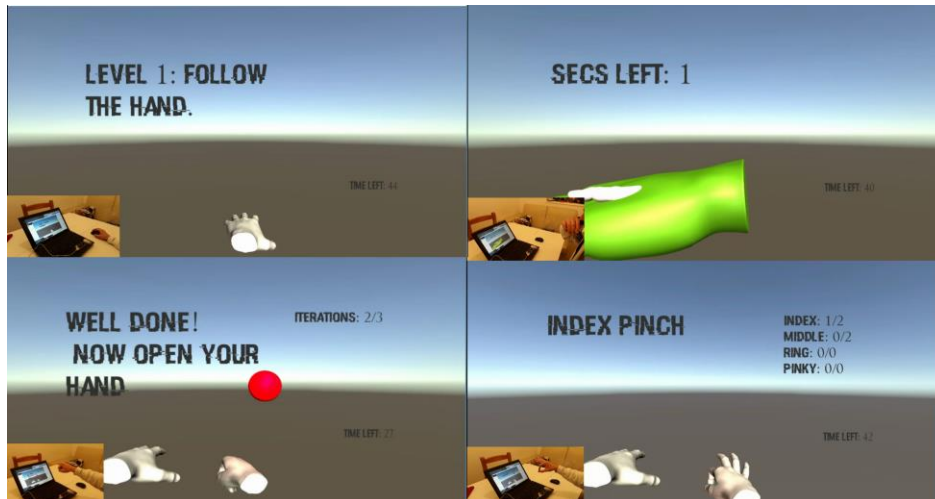 LEVEL 1: FOLLOW
THE HAND.
TIME LEFT: 44
SECS LEFT: 1
TIME LEFT: 40
WELL DONE!
NOW OPEN YOUR
HAND
ITERATIONS: 2/3
TIME LEFT: 27
INDEX PINCH
INDEX: 1/2
MIDDLE: 0/2
RING: 0/0
PINKY: 0/0
TIME LEFT: 42